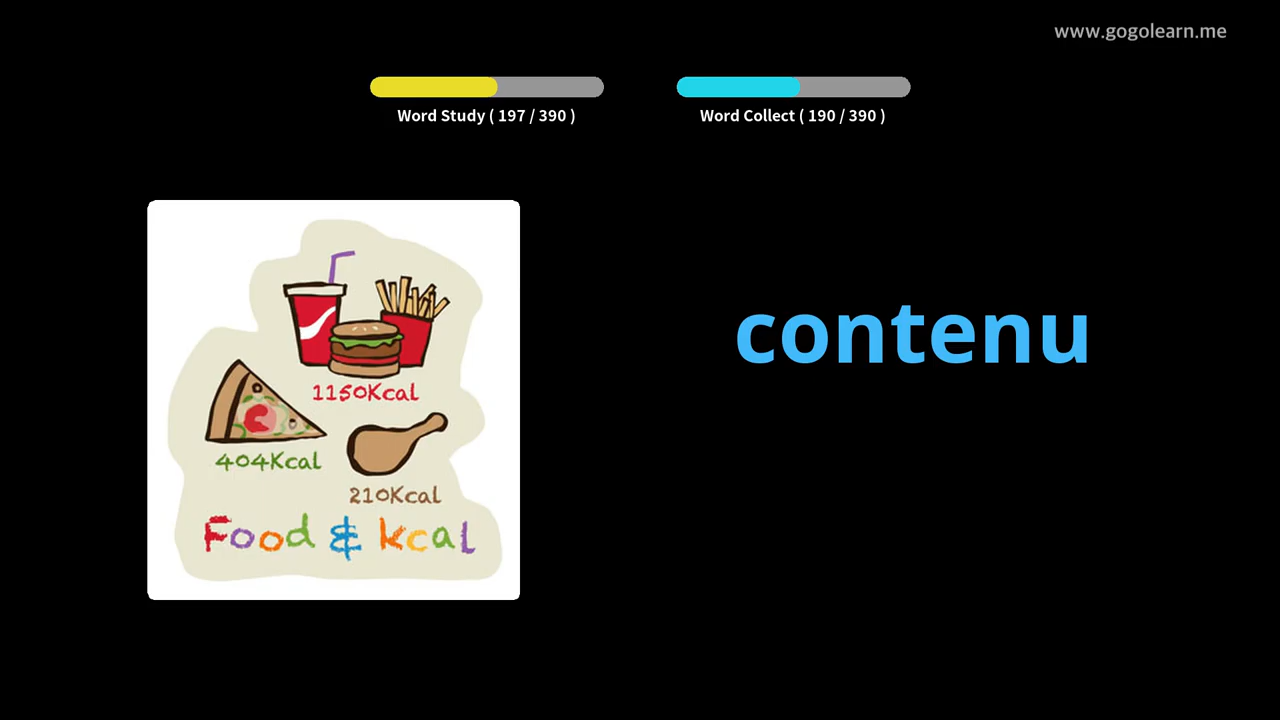 www.gogolearn.me
Word Study ( 197 / 390 )
Word Collect ( 190 / 390 )
1150Kcal
404Kcal
210Kcal
Food & kcal
contenu